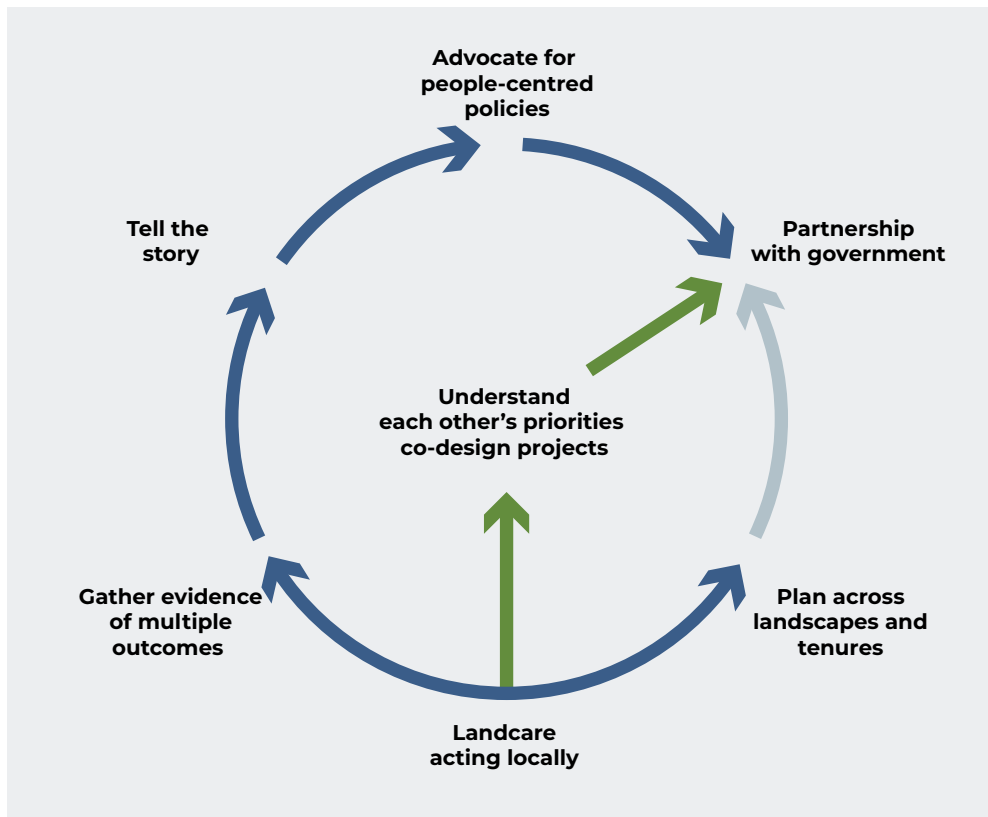 Advocate for
people-centred
policies
Tell the
story
Partnership
with government
Understand
each other’s priorities
co-design projects
Gather evidence
of multiple
outcomes
Plan across
landscapes and
tenures
Landcare
acting locally